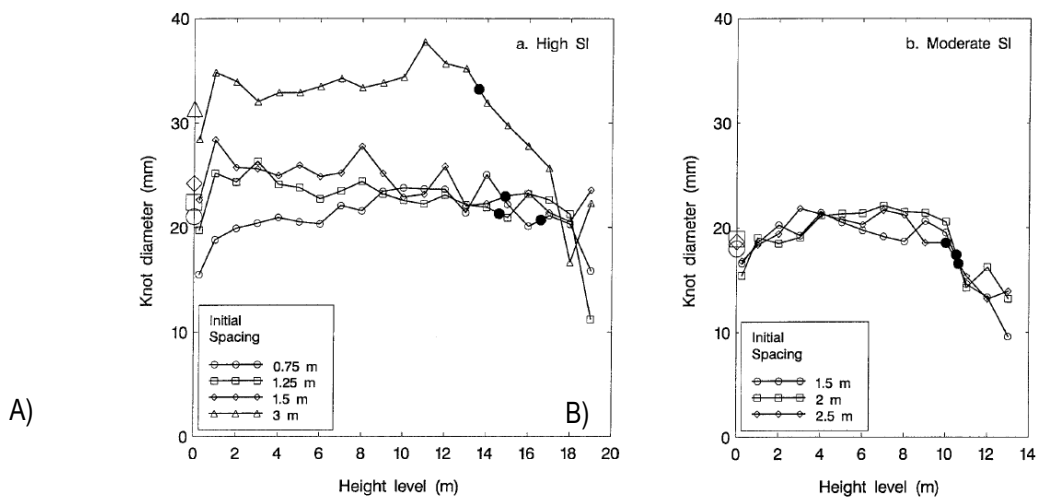 A)
40
30
20
10
0
Knot diameter (mm)
a. High SI
Initial
Spacing
0.75 m
1.25 m
1.5 m
3 m
0 2 4 6 8 10 12 14 16 18 20
Height level (m)
B)
40
30
20
10
0
Knot diameter (mm)
b. Moderate SI
Initial
Spacing
1.5 m
2 m
2.5 m
0 2 4 6 8 10 12 14
Height level (m)